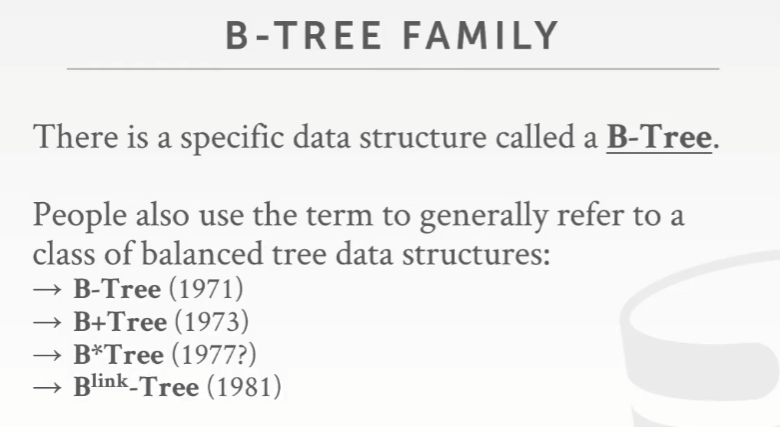 B-TREE FAMILY
There is a specific data structure called a B-Tree.
People also use the term to generally refer to a
class of balanced tree data structures:
→ B-Tree (1971)
→ B+Tree (1973)
→ B*Tree (1977?)
→ Blink-Tree (1981)